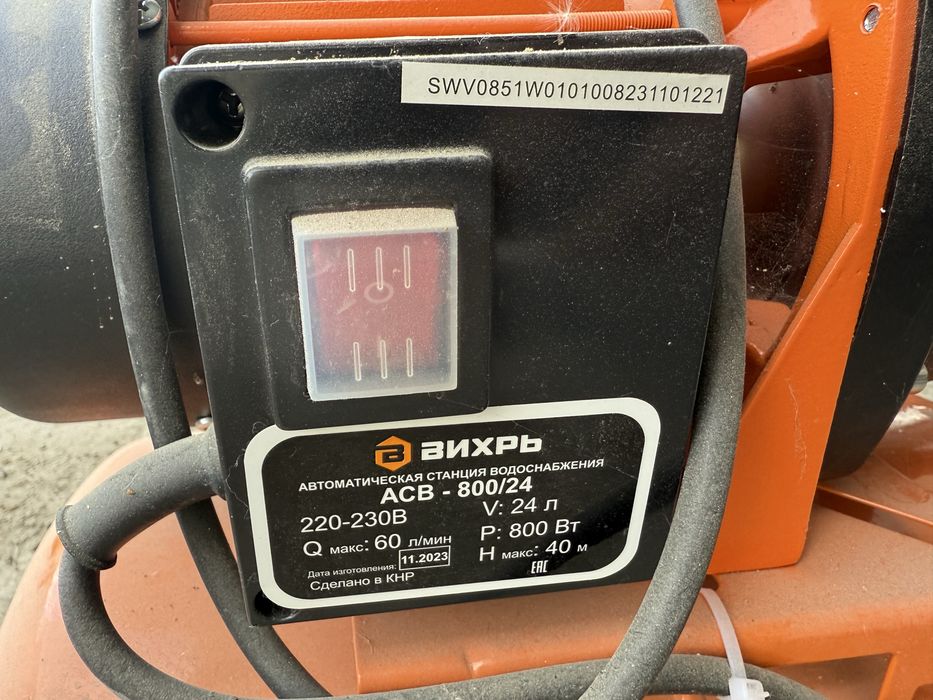 SWV0851W0101008231101221
В ВИХРЬ
АВТОМАТИЧЕСКАЯ СТАНЦИЯ ВОДОСНАБЖЕНИЯ
АСВ - 800/24
220-230В V: 24 л
Q макс: 60 л/мин P: 800 Вт
Дата изготовления: 11.2023 H макс: 40 м
Сделано в КНР EAC